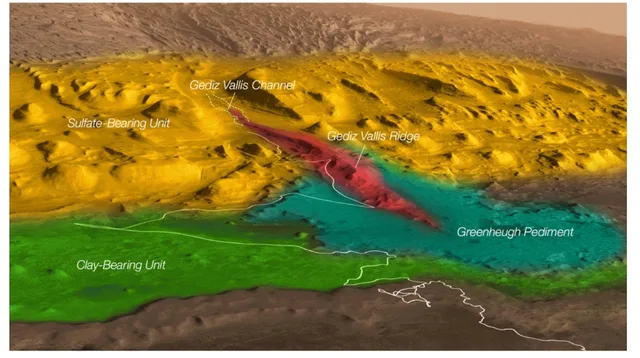 Gediz Vallis Channel
Sulfate-Bearing Unit
Gediz Vallis Ridge
Greenheugh Pediment
Clay-Bearing Unit